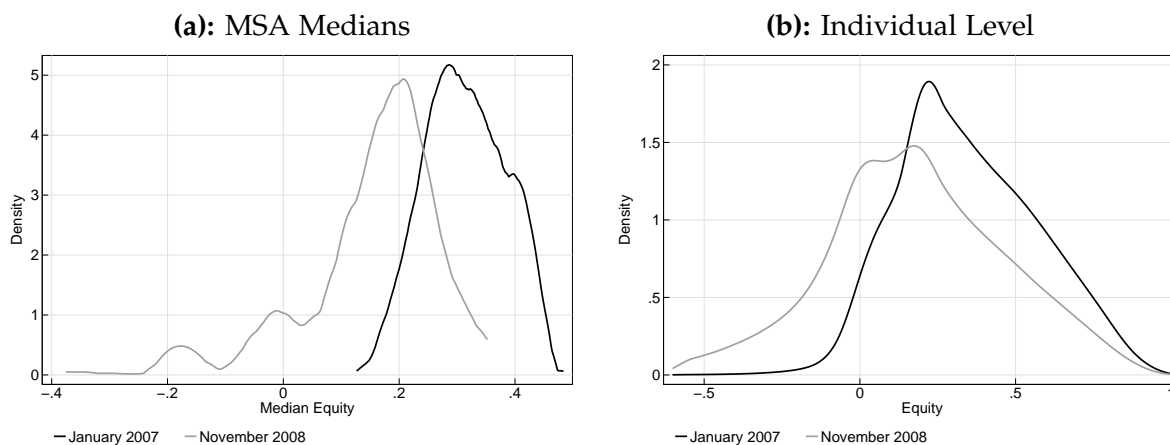 (a): MSA Medians
5
4
3
2
1
0
Density
−.4 −.2 0 .2 .4
Median Equity
January 2007 November 2008
(b): Individual Level
2
1.5
1
.5
0
Density
−.5 0 .5 1
Equity
January 2007 November 2008